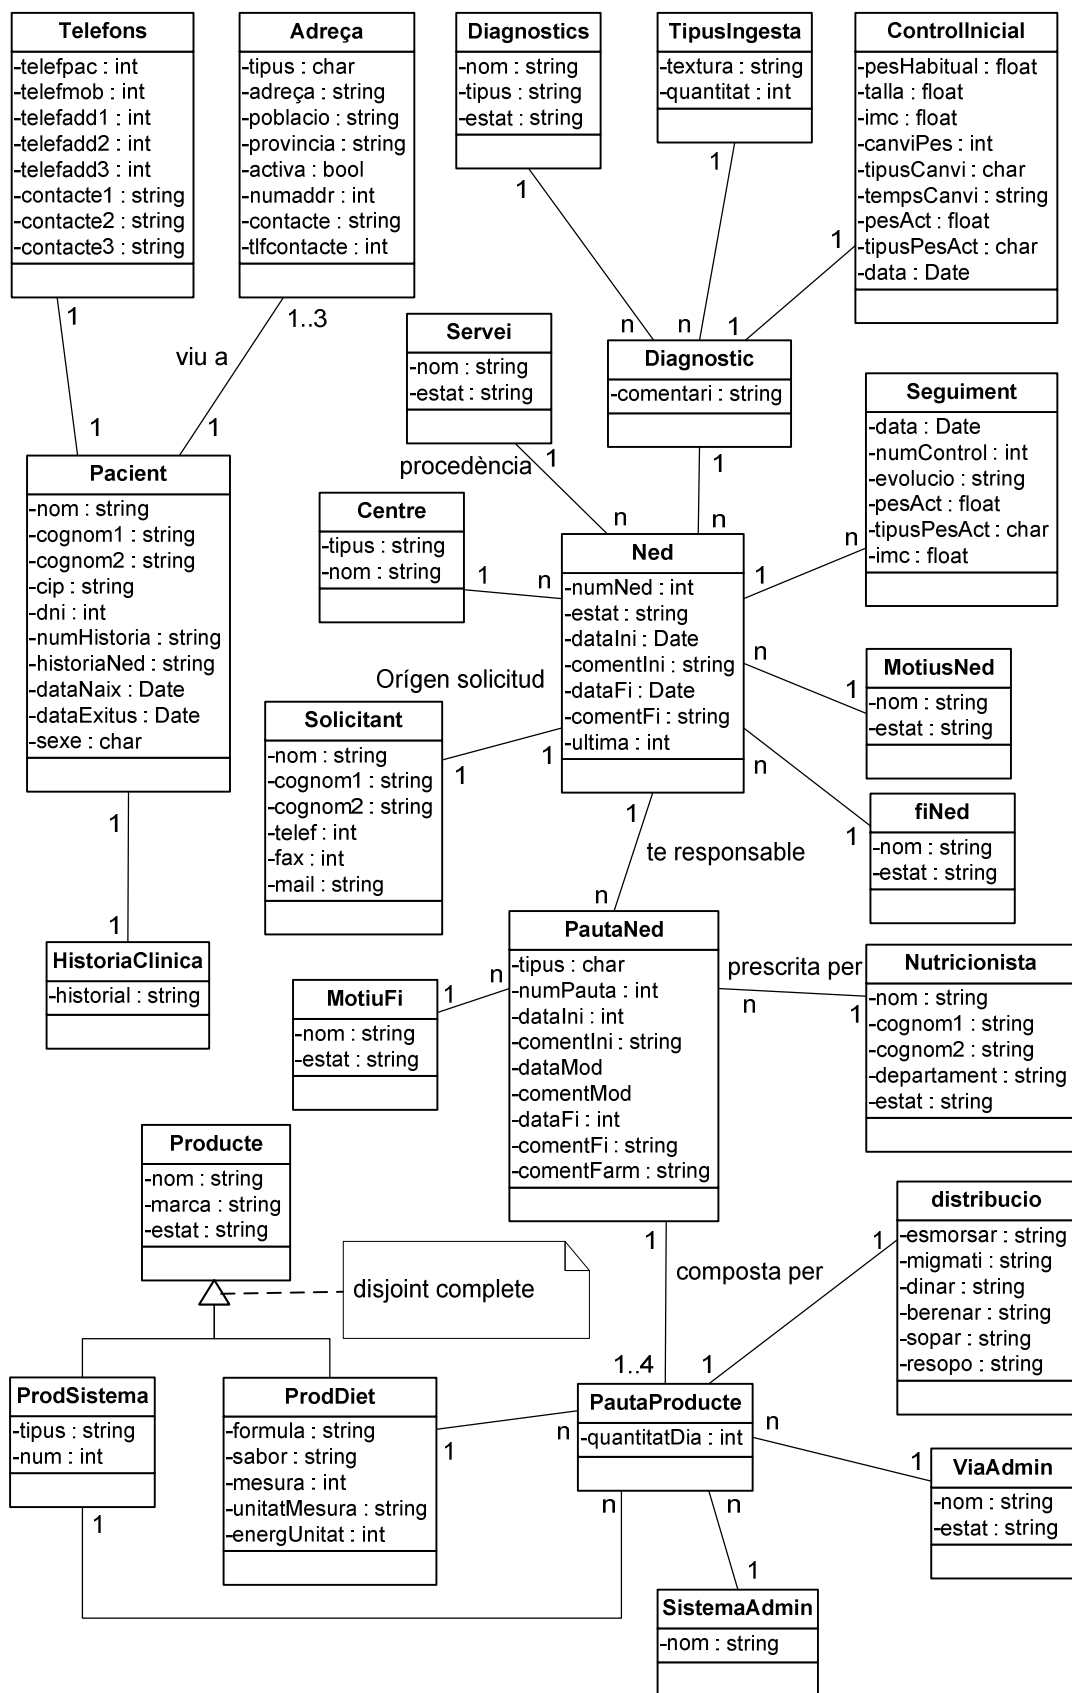 Telefons
-telefpac : int
-telefmob : int
-telefadd1 : int
-telefadd2 : int
-telefadd3 : int
-contacte1 : string
-contacte2 : string
-contacte3 : string
Adreça
-tipus : char
-adreça : string
-poblacio : string
-provincia : string
-activa : bool
-numaddr : int
-contacte : string
-tlfcontacte : int
Diagnostics
-nom : string
-tipus : string
-estat : string
TipusIngesta
-textura : string
-quantitat : int
ControlInicial
-pesHabitual : float
-talla : float
-imc : float
-canviPes : int
-tipusCanvi : char
-tempsCanvi : string
-pesAct : float
-tipusPesAct : char
-data : Date
1
1
1
1
1..3
n
n
1
viu a
1
1
Servei
-nom : string
-estat : string
Diagnostic
-comentari : string
Seguiment
-data : Date
-numControl : int
-evolucio : string
-pesAct : float
-tipusPesAct : char
-imc : float
1
procedència
n
1
n
n
1
Pacient
-nom : string
-cognom1 : string
-cognom2 : string
-cip : string
-dni : int
-numHistoria : string
-historiaNed : string
-dataNaix : Date
-dataExitus : Date
-sexe : char
Centre
-tipus : string
-nom : string
1
n
Ned
-numNed : int
-estat : string
-dataIni : Date
-comentIni : string
-dataFi : Date
-comentFi : string
-ultima : int
n
1
MotiusNed
-nom : string
-estat : string
Orígen solicitud
Solicitant
-nom : string
-cognom1 : string
-cognom2 : string
-telef : int
-fax : int
-mail : string
1
1
n
1
fiNed
-nom : string
-estat : string
1
te responsable
n
1
1
HistoriaClinica
-historial : string
MotiuFi
-nom : string
-estat : string
1
n
PautaNed
-tipus : char
-numPauta : int
-dataIni : int
-comentIni : string
-dataMod
-comentMod
-dataFi : int
-comentFi : string
-comentFarm : string
prescrita per
n
1
Nutricionista
-nom : string
-cognom1 : string
-cognom2 : string
-departament : string
-estat : string
Producte
-nom : string
-marca : string
-estat : string
disjoint complete
1
composta per
1..4
1
1
distribucio
-esmorsar : string
-migmati : string
-dinar : string
-berenar : string
-sopar : string
-resopo : string
ProdSistema
-tipus : string
-num : int
1
ProdDiet
-formula : string
-sabor : string
-mesura : int
-unitatMesura : string
-energUnitat : int
1
n
PautaProducte
-quantitatDia : int
n
1
ViaAdmin
-nom : string
-estat : string
n
n
1
SistemaAdmin
-nom : string